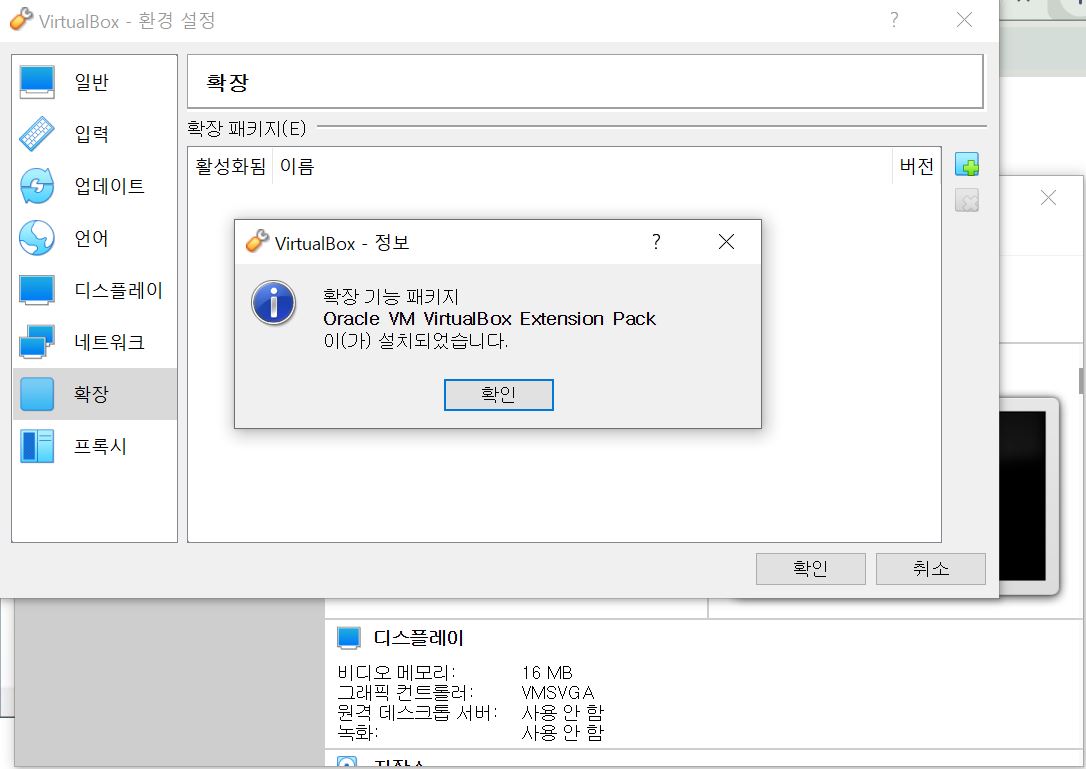 VirtualBox - 환경 설정
?
일반
입력
업데이트
언어
디스플레이
네트워크
확장
프록시
확장
확장 패키지(E)
활성화됨 이름 버전
VirtualBox - 정보
?
확장 기능 패키지
Oracle VM VirtualBox Extension Pack
이(가) 설치되었습니다.
확인
확인 취소
디스플레이
비디오 메모리: 16 MB
그래픽 컨트롤러: VMSVGA
원격 데스크톱 서버: 사용 안 함
녹화: 사용 안 함